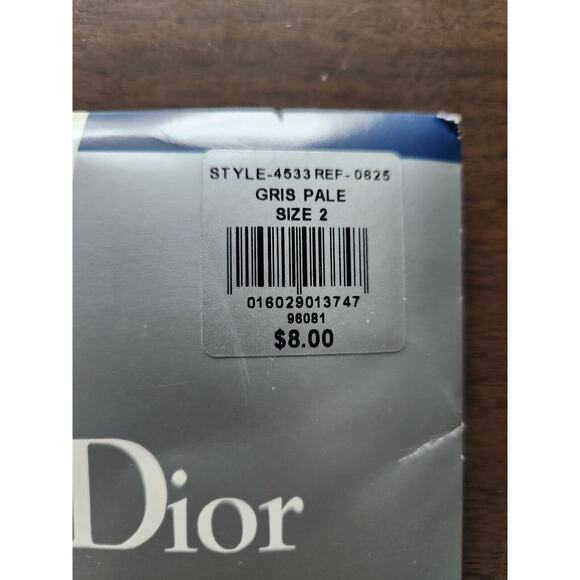 STYLE-4533 REF-0625
GRIS PALE
SIZE 2
016029013747
96081
$8.00
Dior